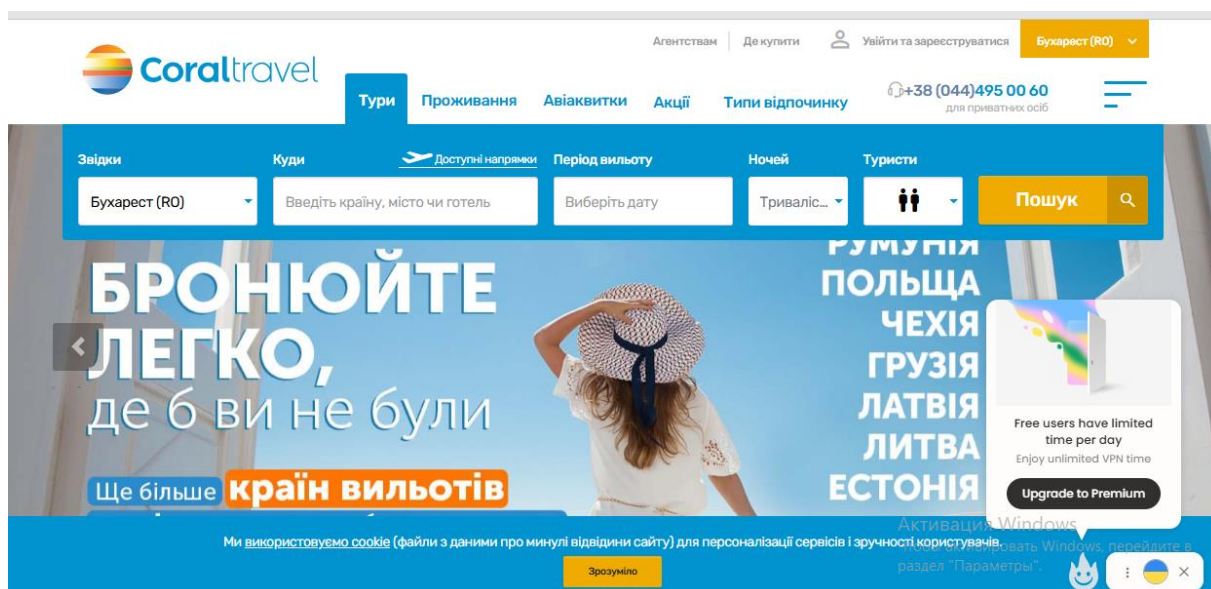 Агентствам
Де купити
Увійти та зареєструватися
Бухарест (RO)
Coraltravel
Тури
Проживання
Авіаквитки
Акції
Типи відпочинку
+38 (044)495 00 60
для приватних осіб
Звідки
Куди
Доступні напрямки
Період вильоту
Ночей
Туристи
Бухарест (RO)
Введіть країну, місто чи готель
Виберіть дату
Триваліс...
Пошук
БРОНЮЙТЕ
ЛЕГКО,
де б ви не були
Ще більше країн вильотів
РУМУНІЯ
ПОЛЬЩА
ЧЕХІЯ
ГРУЗІЯ
ЛАТВІЯ
ЛИТВА
ЕСТОНІЯ
Free users have limited
time per day
Enjoy unlimited VPN time
Upgrade to Premium
Активация Windows
Windows, перейдите в
раздел "Параметры".
Ми використовуємо cookie (файли з даними про минулі відвідини сайту) для персоналізації сервісів і зручності користувачів.
Зрозуміло